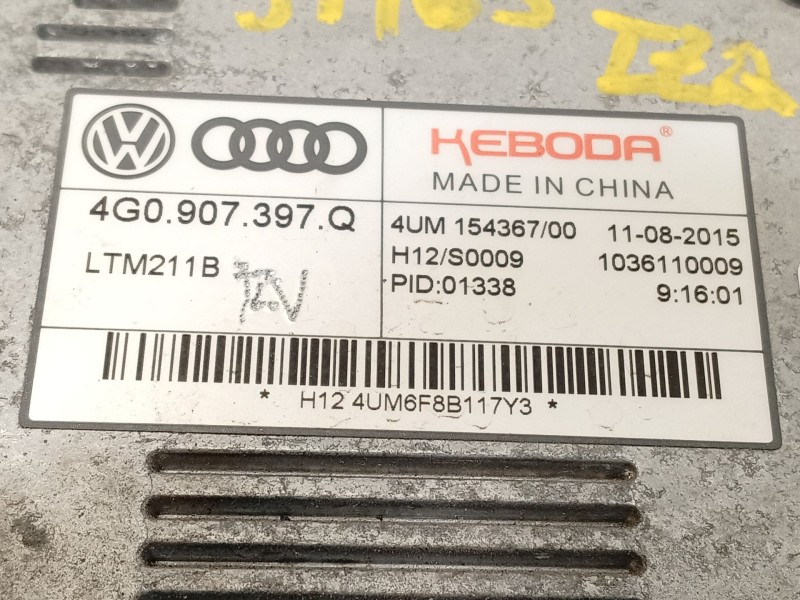 KEBODA®
MADE IN CHINA
4G0.907.397.Q
LTM211B
4UM 154367/00 11-08-2015
H12/S0009 1036110009
PID:01338 9:16:01
* H12 4UM6F8B117Y3 *